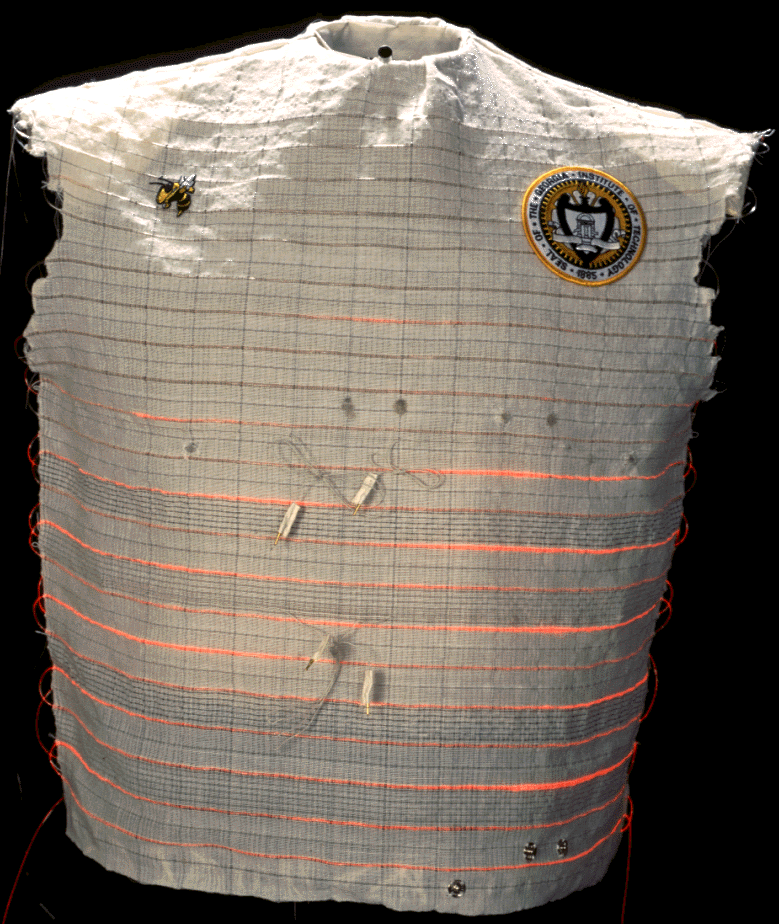 SEAL · OF · THE · GEORGIA · INSTITUTE · OF · TECHNOLOGY
1885